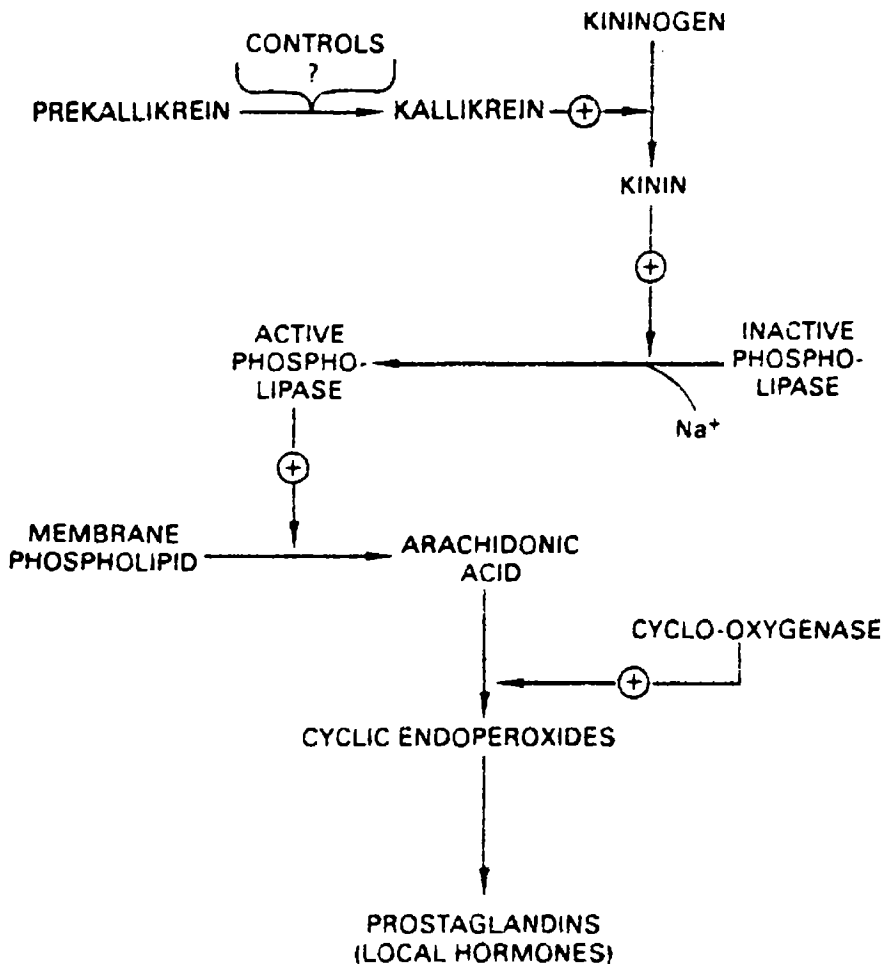 KININOGEN
CONTROLS
?
PREKALLIKREIN
KALLIKREIN
+
KININ
+
ACTIVE
PHOSPHO-
LIPASE
INACTIVE
PHOSPHO-
LIPASE
Na+
+
MEMBRANE
PHOSPHOLIPID
ARACHIDONIC
ACID
CYCLO-OXYGENASE
+
CYCLIC ENDOPEROXIDES
PROSTAGLANDINS
(LOCAL HORMONES)